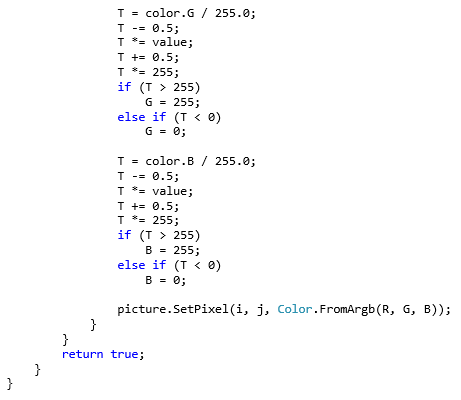 T = color.G / 255.0;
T -= 0.5;
T *= value;
T += 0.5;
T *= 255;
if (T > 255)
G = 255;
else if (T < 0)
G = 0;
T = color.B / 255.0;
T -= 0.5;
T *= value;
T += 0.5;
T *= 255;
if (T > 255)
B = 255;
else if (T < 0)
B = 0;
picture.SetPixel(i, j, Color.FromArgb(R, G, B));
}
}
return true;
}
}